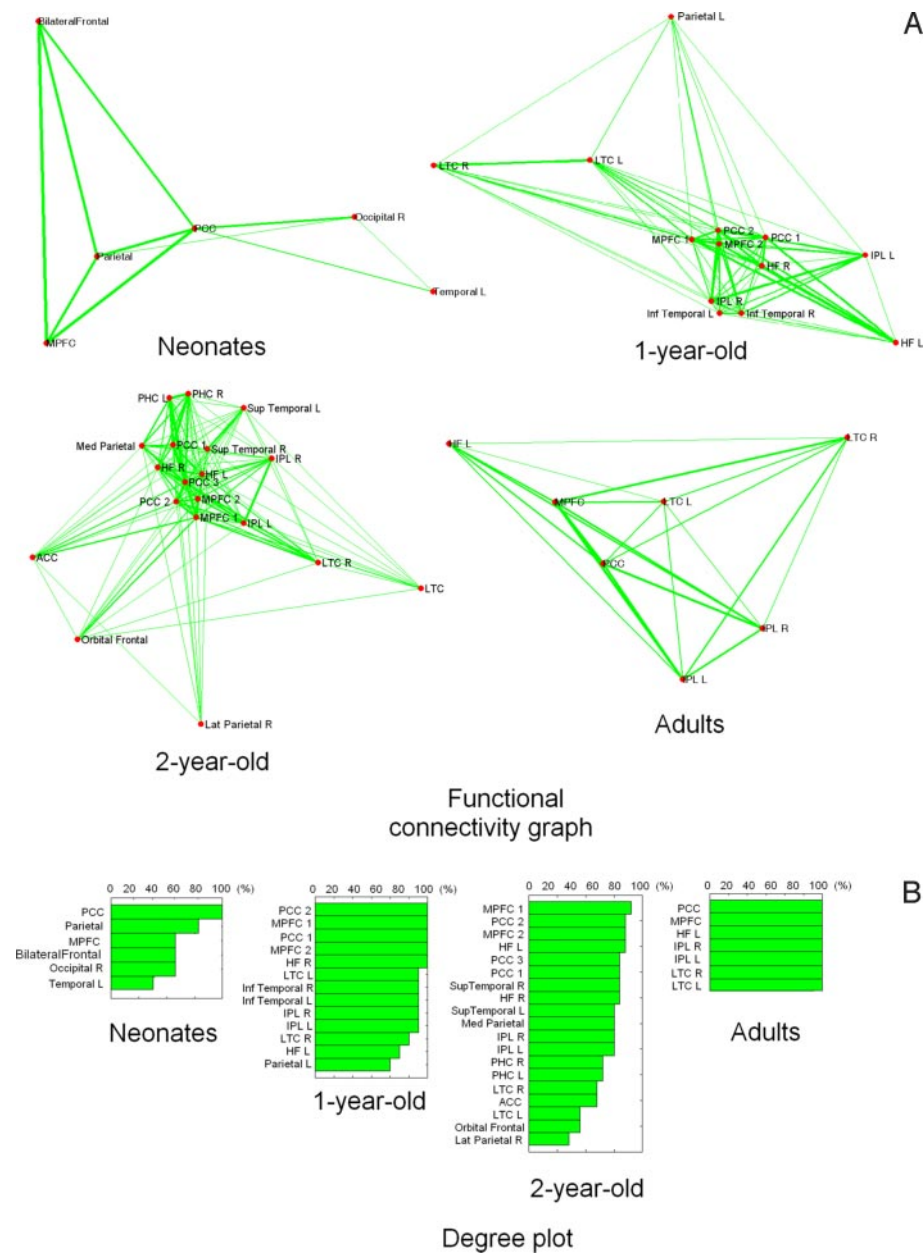 A
BilateralFrontal
PCC
Occipital R
Parietal
Temporal L
MPFC
Neonates
Parietal L
LTC R
LTC L
PCC 2
MPFC 1
PCC 1
MPFC 2
IPL L
HF R
IPL R
Inf Temporal L
Inf Temporal R
HF L
1-year-old
PHC L
PHC R
Sup Temporal L
Med Parietal
PCC 1
Sup Temporal R
IPL R
HF R
HF L
PCC 3
PCC 2
MPFC 2
MPFC 1
IPL L
ACC
LTC R
LTC
Orbital Frontal
Lat Parietal R
2-year-old
HF L
LTC R
MPFC
LTC L
PCC
IPL R
IPL L
Adults
Functional
connectivity graph
B
0 20 40 60 80 100 (%)
PCC
Parietal
MPFC
BilateralFrontal
Occipital R
Temporal L
Neonates
0 20 40 60 80 100 (%)
PCC 2
MPFC 1
PCC 1
MPFC 2
HF R
LTC L
Inf Temporal R
Inf Temporal L
IPL R
IPL L
LTC R
HF L
Parietal L
1-year-old
0 20 40 60 80 100 (%)
MPFC 1
PCC 2
MPFC 2
HF L
PCC 3
PCC 1
SupTemporal R
HF R
SupTemporal L
Med Parietal
IPL R
IPL L
PHC R
PHC L
LTC R
ACC
LTC L
Orbital Frontal
Lat Parietal R
2-year-old
0 20 40 60 80 100 (%)
PCC
MPFC
HF L
IPL R
IPL L
LTC R
LTC L
Adults
Degree plot